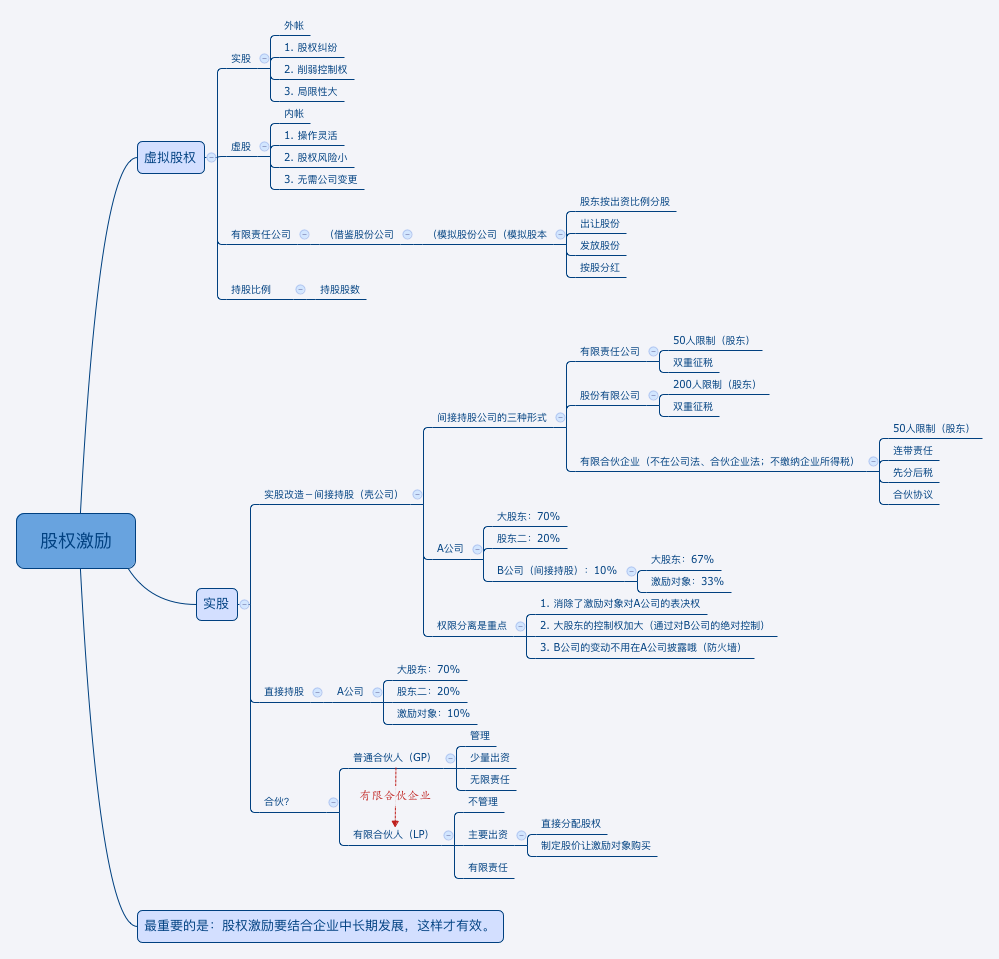 股权激励
虚拟股权
实股
外帐
1. 股权纠纷
2. 削弱控制权
3. 局限性大
虚股
内帐
1. 操作灵活
2. 股权风险小
3. 无需公司变更
有限责任公司
（借鉴股份公司
（模拟股份公司（模拟股本
股东按出资比例分股
出让股份
发放股份
按股分红
持股比例
持股股数
实股
实股改造－间接持股（壳公司）
间接持股公司的三种形式
有限责任公司
50人限制（股东）
双重征税
股份有限公司
200人限制（股东）
双重征税
有限合伙企业（不在公司法、合伙企业法；不缴纳企业所得税）
50人限制（股东）
连带责任
先分后税
合伙协议
A公司
大股东：70%
股东二：20%
B公司（间接持股）：10%
大股东：67%
激励对象：33%
权限分离是重点
1. 消除了激励对象对A公司的表决权
2. 大股东的控制权加大（通过对B公司的绝对控制）
3. B公司的变动不用在A公司披露哦（防火墙）
直接持股
A公司
大股东：70%
股东二：20%
激励对象：10%
合伙？
普通合伙人（GP）
管理
少量出资
无限责任
有限合伙企业
有限合伙人（LP）
不管理
主要出资
直接分配股权
制定股价让激励对象购买
有限责任
最重要的是：股权激励要结合企业中长期发展，这样才有效。